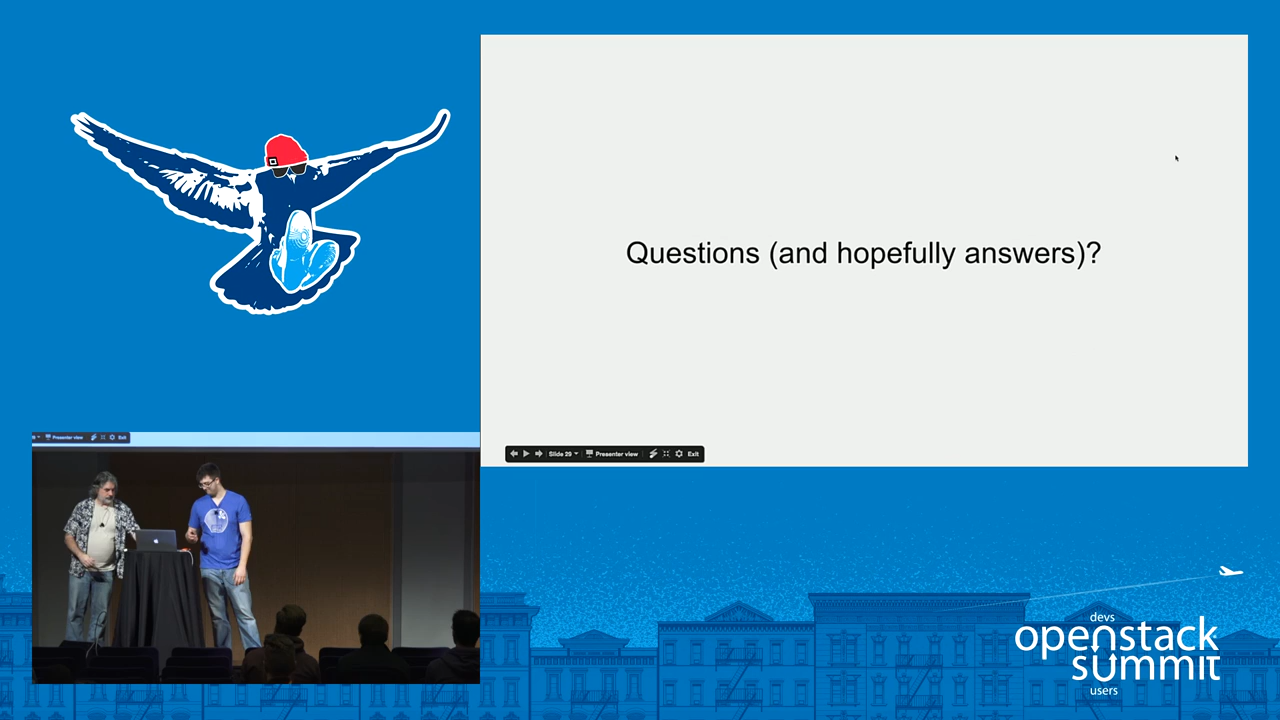 Questions (and hopefully answers)?
Slide 29
Presenter view
Exit
Presenter view
Exit
devs
openstack
summit
users